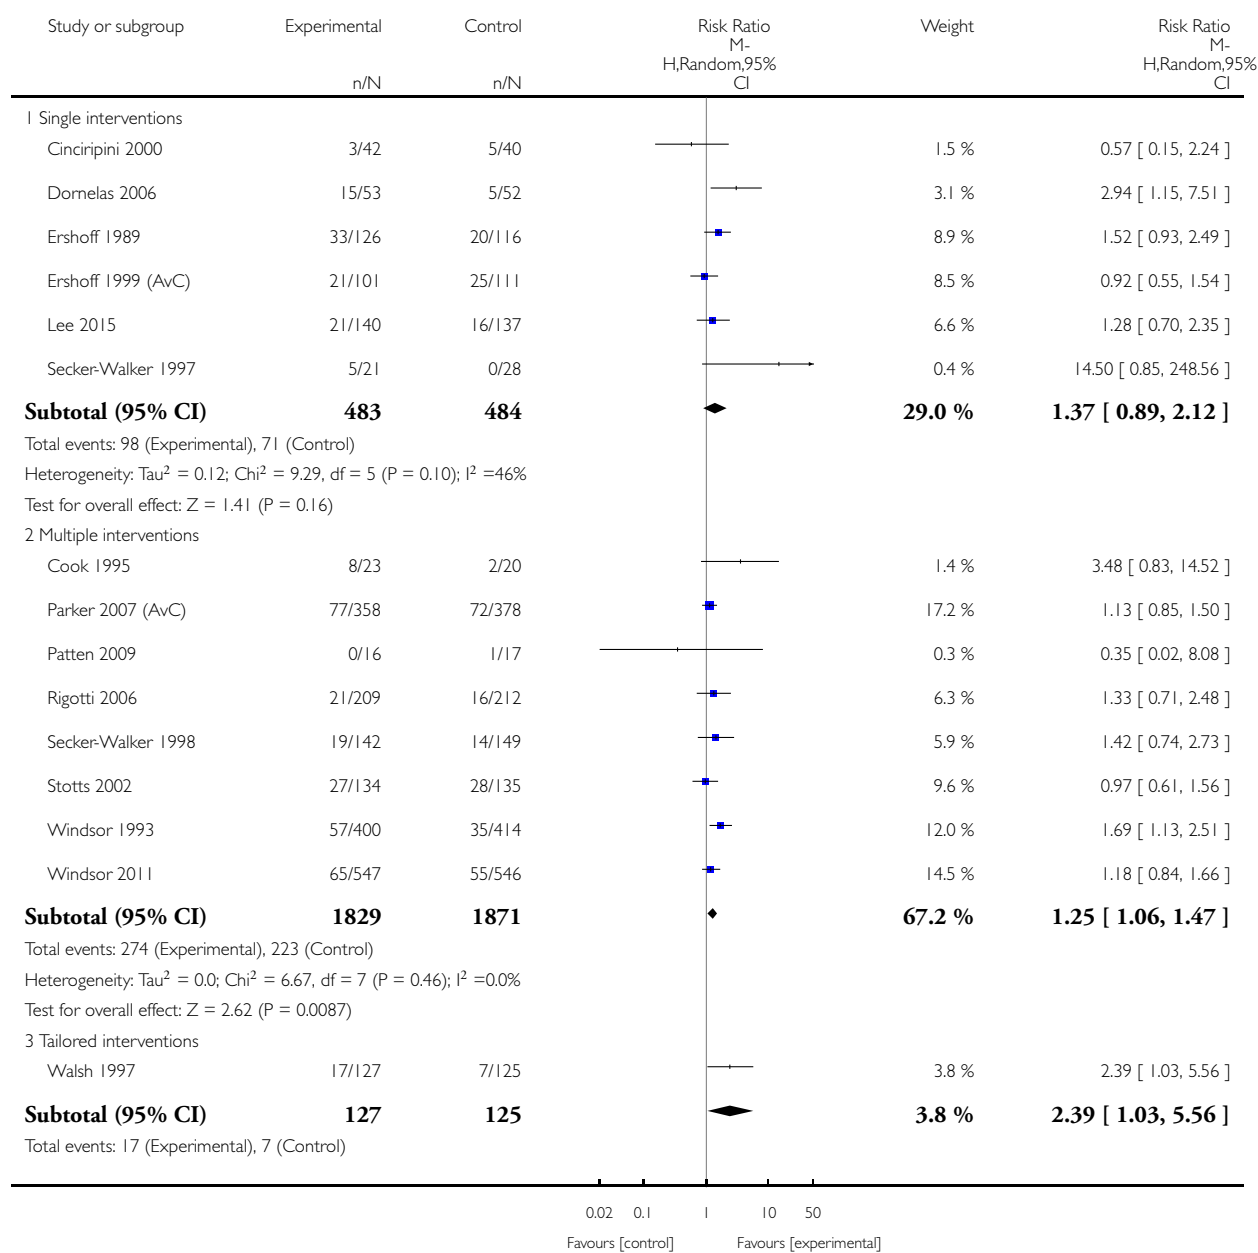 Study or subgroup Experimental Control Risk Ratio Weight Risk Ratio
M- M-
H,Random,95% H,Random,95%
n/N n/N CI CI
1 Single interventions
Cinciripini 2000 3/42 5/40 1.5 % 0.57 [ 0.15, 2.24 ]
Dornelas 2006 15/53 5/52 3.1 % 2.94 [ 1.15, 7.51 ]
Ershoff 1989 33/126 20/116 8.9 % 1.52 [ 0.93, 2.49 ]
Ershoff 1999 (AvC) 21/101 25/111 8.5 % 0.92 [ 0.55, 1.54 ]
Lee 2015 21/140 16/137 6.6 % 1.28 [ 0.70, 2.35 ]
Secker-Walker 1997 5/21 0/28 0.4 % 14.50 [ 0.85, 248.56 ]
Subtotal (95% CI) 483 484 29.0 % 1.37 [ 0.89, 2.12 ]
Total events: 98 (Experimental), 71 (Control)
Heterogeneity: Tau² = 0.12; Chi² = 9.29, df = 5 (P = 0.10); I² =46%
Test for overall effect: Z = 1.41 (P = 0.16)
2 Multiple interventions
Cook 1995 8/23 2/20 1.4 % 3.48 [ 0.83, 14.52 ]
Parker 2007 (AvC) 77/358 72/378 17.2 % 1.13 [ 0.85, 1.50 ]
Patten 2009 0/16 1/17 0.3 % 0.35 [ 0.02, 8.08 ]
Rigotti 2006 21/209 16/212 6.3 % 1.33 [ 0.71, 2.48 ]
Secker-Walker 1998 19/142 14/149 5.9 % 1.42 [ 0.74, 2.73 ]
Stotts 2002 27/134 28/135 9.6 % 0.97 [ 0.61, 1.56 ]
Windsor 1993 57/400 35/414 12.0 % 1.69 [ 1.13, 2.51 ]
Windsor 2011 65/547 55/546 14.5 % 1.18 [ 0.84, 1.66 ]
Subtotal (95% CI) 1829 1871 67.2 % 1.25 [ 1.06, 1.47 ]
Total events: 274 (Experimental), 223 (Control)
Heterogeneity: Tau² = 0.0; Chi² = 6.67, df = 7 (P = 0.46); I² =0.0%
Test for overall effect: Z = 2.62 (P = 0.0087)
3 Tailored interventions
Walsh 1997 17/127 7/125 3.8 % 2.39 [ 1.03, 5.56 ]
Subtotal (95% CI) 127 125 3.8 % 2.39 [ 1.03, 5.56 ]
Total events: 17 (Experimental), 7 (Control)
0.02 0.1 1 10 50
Favours [control] Favours [experimental]